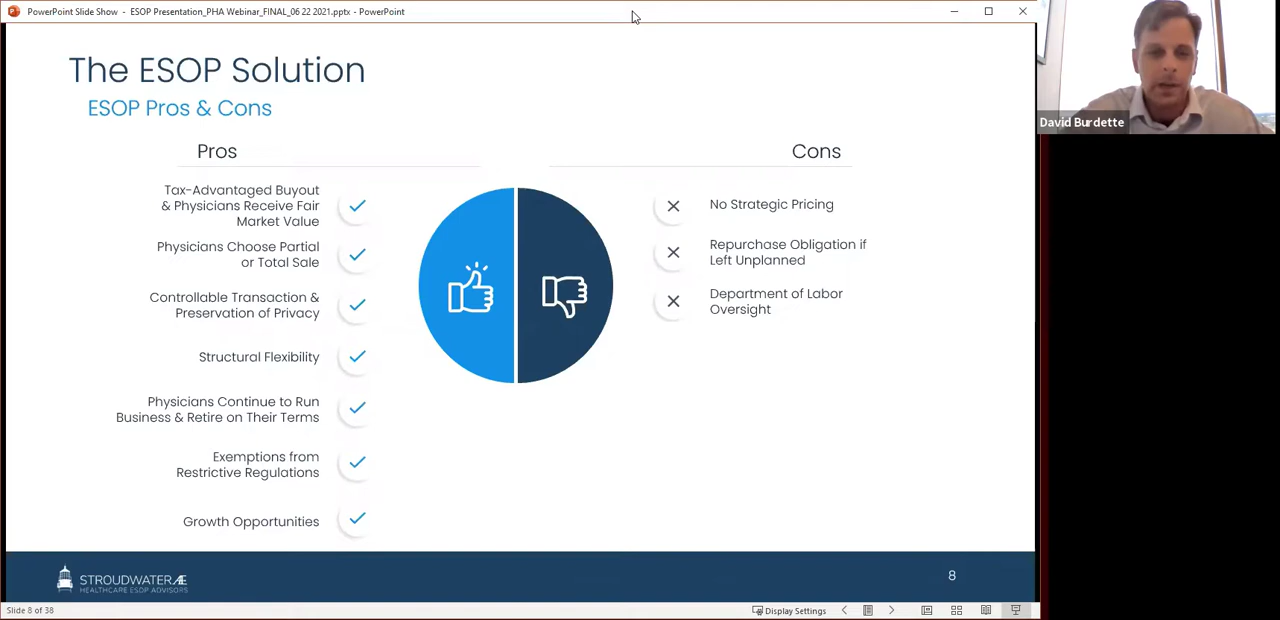 PowerPoint Slide Show - ESOP Presentation_PHA Webinar_FINAL_06 22 2021.pptx - PowerPoint
David Burdette
The ESOP Solution
ESOP Pros & Cons
Pros
Tax-Advantaged Buyout
& Physicians Receive Fair
Market Value
Physicians Choose Partial
or Total Sale
Controllable Transaction &
Preservation of Privacy
Structural Flexibility
Physicians Continue to Run
Business & Retire on Their Terms
Exemptions from
Restrictive Regulations
Growth Opportunities
Cons
No Strategic Pricing
Repurchase Obligation if
Left Unplanned
Department of Labor
Oversight
STROUDWATER AE
HEALTHCARE ESOP ADVISORS
8
Slide 8 of 38
Display Settings